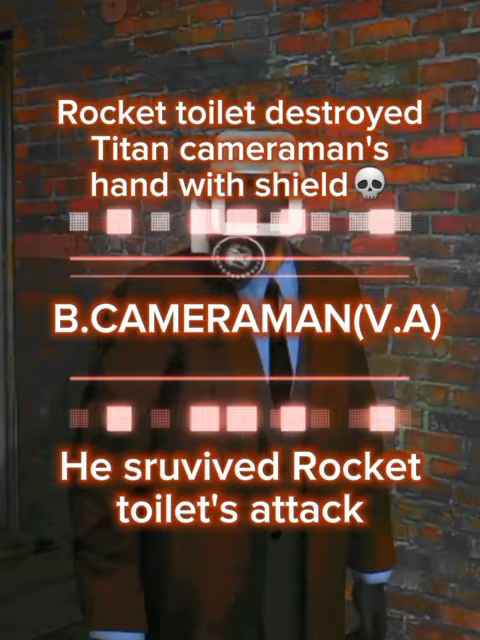 Rocket toilet destroyed
Titan cameraman's
hand with shield💀
B.CAMERAMAN(V.A)
He sruvived Rocket
toilet's attack